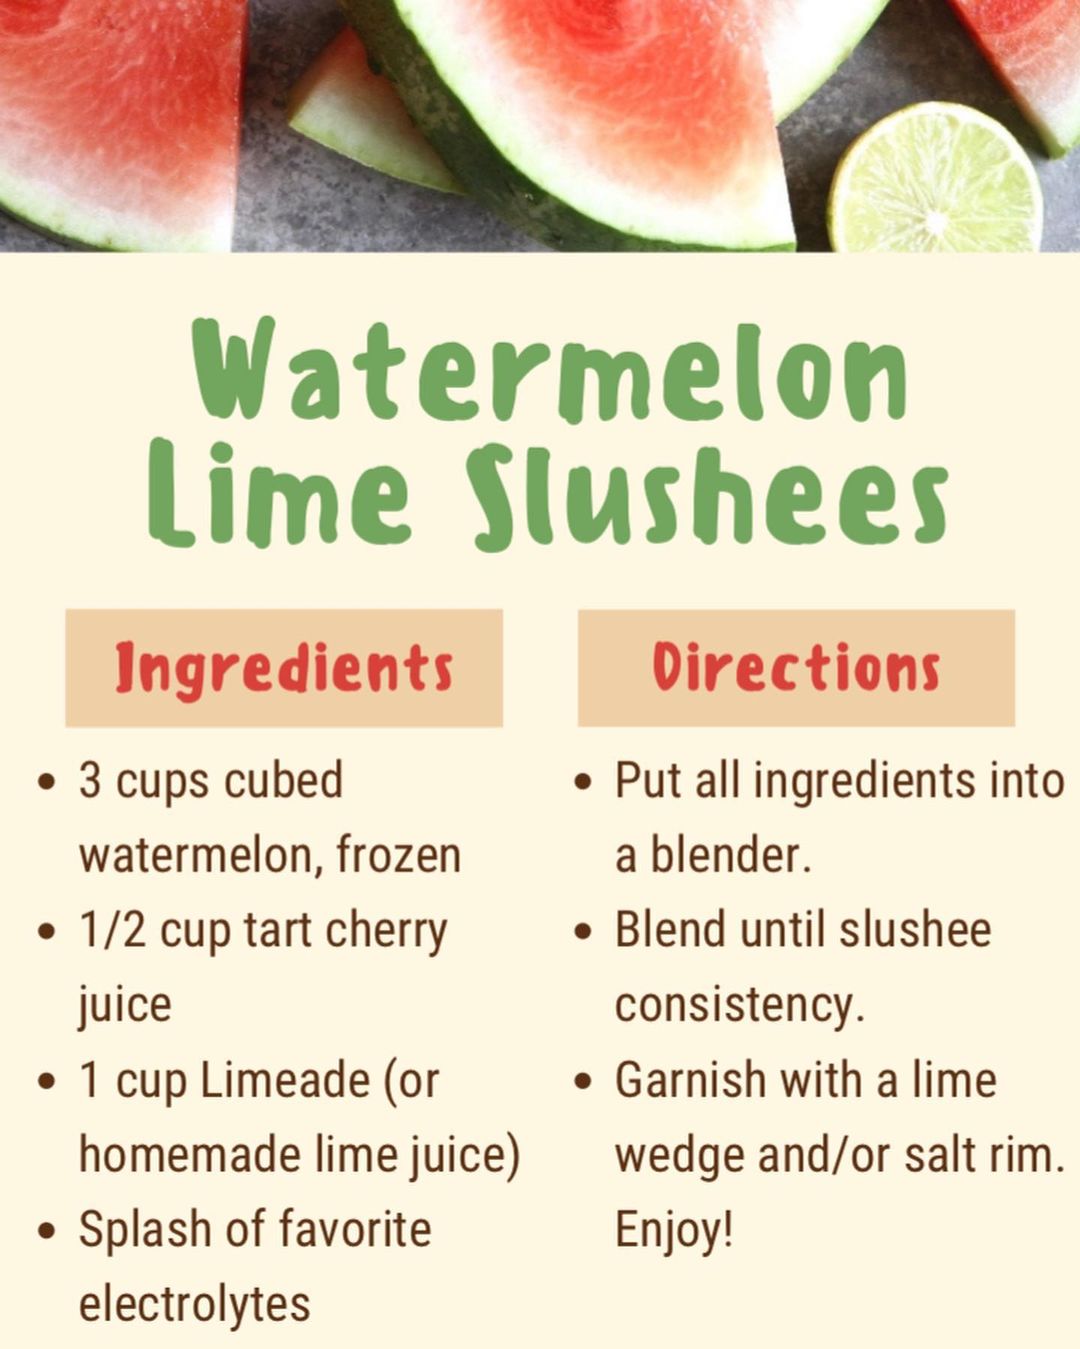 Watermelon
Lime Slushees
Ingredients
• 3 cups cubed
watermelon, frozen
• 1/2 cup tart cherry
juice
• 1 cup Limeade (or
homemade lime juice)
• Splash of favorite
electrolytes
Directions
• Put all ingredients into
a blender.
• Blend until slushee
consistency.
• Garnish with a lime
wedge and/or salt rim.
Enjoy!